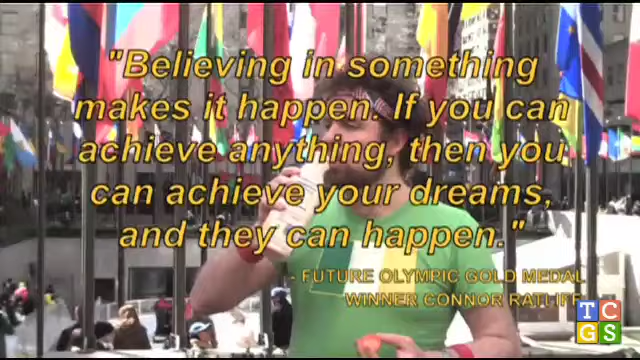 "Believing in something
makes it happen. If you can
achieve anything, then you
can achieve your dreams,
and they can happen."
- FUTURE OLYMPIC GOLD MEDAL
WINNER CONNOR RATLIFF
TC
GS